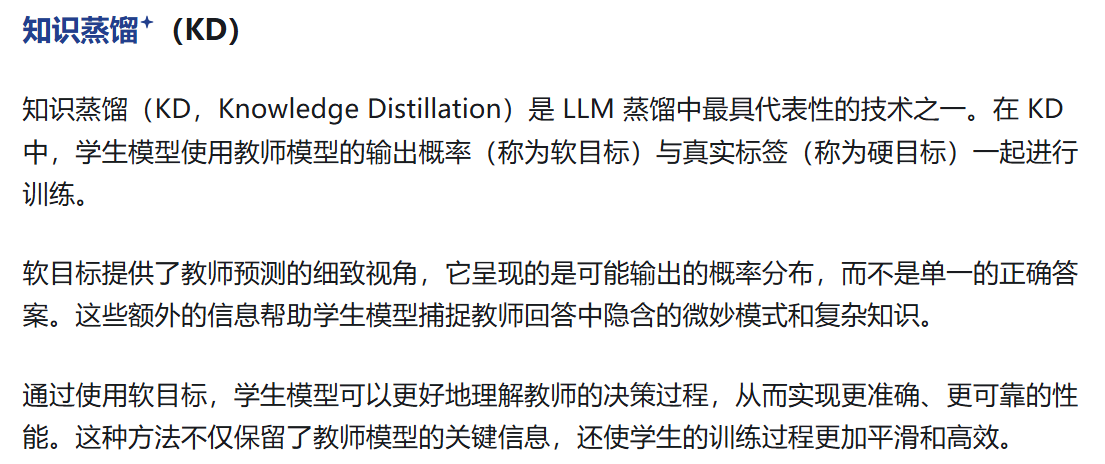 知识蒸馏（KD）
知识蒸馏（KD，Knowledge Distillation）是 LLM 蒸馏中最具代表性的技术之一。在 KD
中，学生模型使用教师模型的输出概率（称为软目标）与真实标签（称为硬目标）一起进行
训练。
软目标提供了教师预测的细致视角，它呈现的是可能输出的概率分布，而不是单一的正确答
案。这些额外的信息帮助学生模型捕捉教师回答中隐含的微妙模式和复杂知识。
通过使用软目标，学生模型可以更好地理解教师的决策过程，从而实现更准确、更可靠的性
能。这种方法不仅保留了教师模型的关键信息，还使学生的训练过程更加平滑和高效。